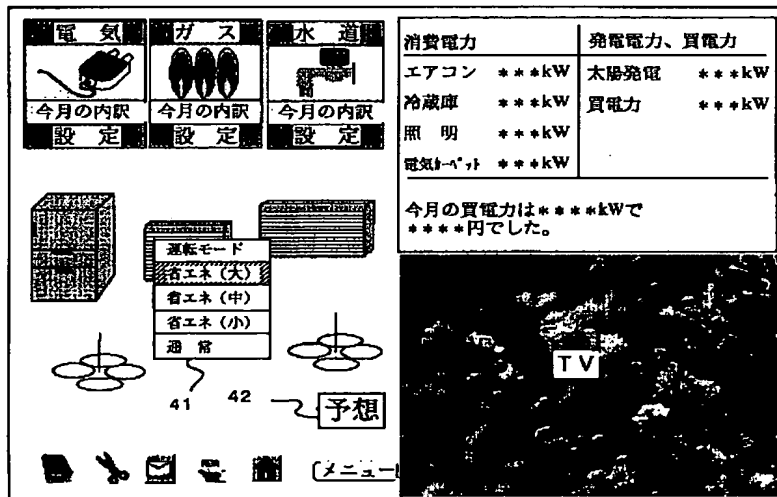 電 気
今月の内訳
設 定
ガ ス
今月の内訳
設 定
水 道
今月の内訳
設 定
消費電力
エアコン ***kW
冷蔵庫 ***kW
照 明 ***kW
電気カーペット ***kW
発電電力、買電力
太陽発電 ***kW
買電力 ***kW
今月の買電力は****kWで
****円でした。
運転モード
省エネ(大)
省エネ(中)
省エネ(小)
通 常
41
42
予想
TV
[メニュー